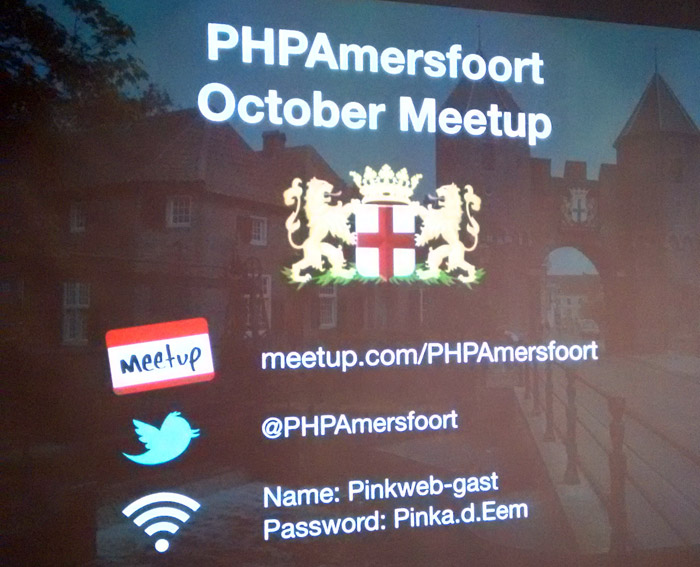 PHPAmersfoort
October Meetup
meetup
meetup.com/PHPAmersfoort
@PHPAmersfoort
Name: Pinkweb-gast
Password: Pinka.d.Eem